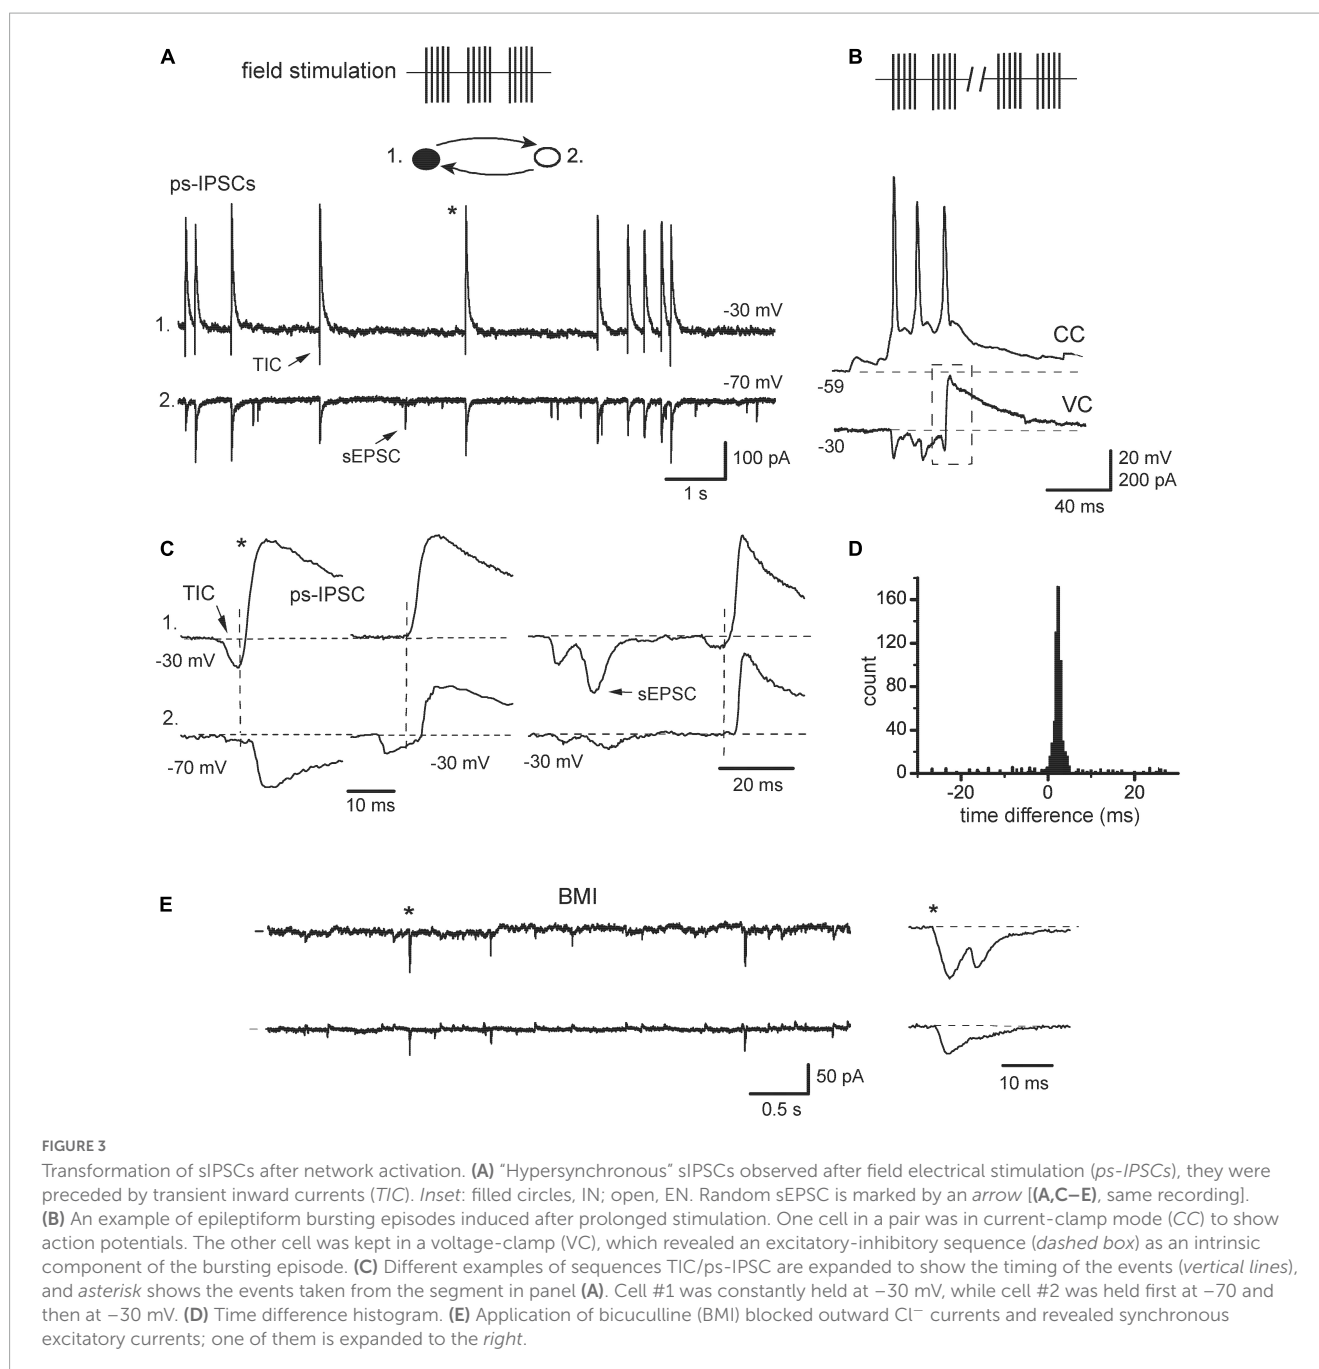 A
field stimulation
B
1.
2.
ps-IPSCs
*
1.
-30 mV
TIC
2.
-70 mV
sEPSC
100 pA
1 s
CC
-59
VC
-30
20 mV
200 pA
40 ms
C
*
TIC
ps-IPSC
1.
-30 mV
sEPSC
2.
-70 mV
-30 mV
-30 mV
10 ms
20 ms
D
160
120
80
40
0
count
-20
0
20
time difference (ms)
E
BMI
*
*
50 pA
0.5 s
10 ms
FIGURE 3
Transformation of sIPSCs after network activation. (A) “Hypersynchronous“ sIPSCs observed after field electrical stimulation (ps-IPSCs), they were
preceded by transient inward currents (TIC). Inset: filled circles, IN; open, EN. Random sEPSC is marked by an arrow [(A,C–E), same recording].
(B) An example of epileptiform bursting episodes induced after prolonged stimulation. One cell in a pair was in current-clamp mode (CC) to show
action potentials. The other cell was kept in a voltage-clamp (VC), which revealed an excitatory-inhibitory sequence (dashed box) as an intrinsic
component of the bursting episode. (C) Different examples of sequences TIC/ps-IPSC are expanded to show the timing of the events (vertical lines),
and asterisk shows the events taken from the segment in panel (A). Cell #1 was constantly held at −30 mV, while cell #2 was held first at −70 and
then at −30 mV. (D) Time difference histogram. (E) Application of bicuculline (BMI) blocked outward Cl− currents and revealed synchronous
excitatory currents; one of them is expanded to the right.